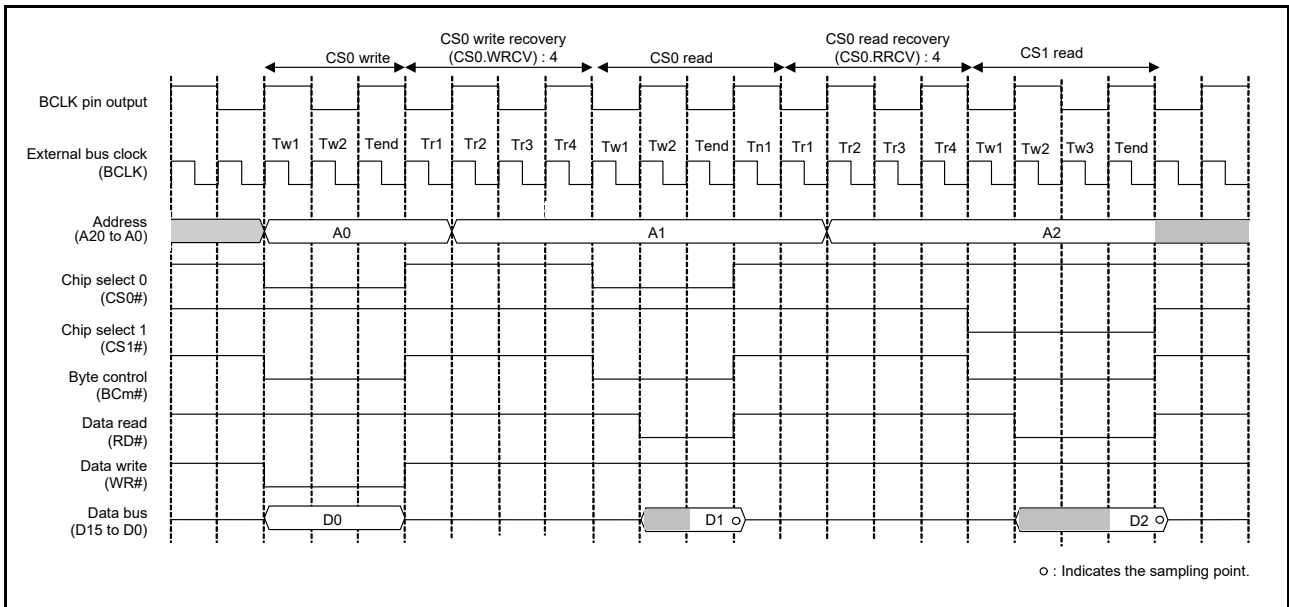 CS0 write
CS0 write recovery
(CS0.WRCV) : 4
CS0 read
CS0 read recovery
(CS0.RRCV) : 4
CS1 read
BCLK pin output
External bus clock
(BCLK)
Tw1 Tw2 Tend Tr1 Tr2 Tr3 Tr4 Tw1 Tw2 Tend Tn1 Tr1 Tr2 Tr3 Tr4 Tw1 Tw2 Tw3 Tend
Address
(A20 to A0)
A0 A1 A2
Chip select 0
(CS0#)
Chip select 1
(CS1#)
Byte control
(BCm#)
Data read
(RD#)
Data write
(WR#)
Data bus
(D15 to D0)
D0 D1 D2
: Indicates the sampling point.